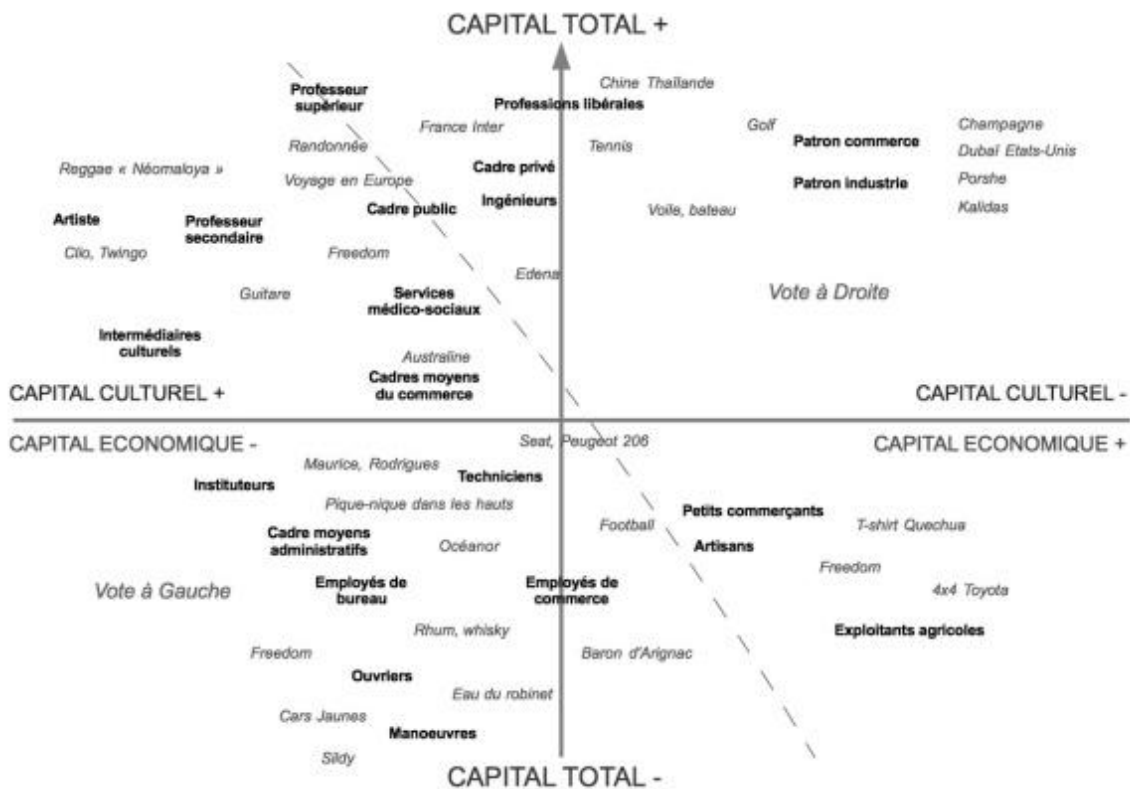 CAPITAL TOTAL +
Chine Thaïlande
Professeur
supérieur
Professions libérales
France Inter
Golf
Champagne
Randonnée
Tennis
Patron commerce
Dubaï Etats-Unis
Reggae « Néomaloya »
Cadre privé
Voyage en Europe
Patron industrie
Porshe
Ingénieurs
Cadre public
Voile, bateau
Kalidas
Artiste
Professeur
secondaire
Clio, Twingo
Freedom
Edena
Guitare
Services
médico-sociaux
Vote à Droite
Intermédiaires
culturels
Australine
Cadres moyens
du commerce
CAPITAL CULTUREL +
CAPITAL CULTUREL -
CAPITAL ECONOMIQUE -
Seat, Peugeot 206
CAPITAL ECONOMIQUE +
Maurice, Rodrigues
Techniciens
Instituteurs
Pique-nique dans les hauts
Petits commerçants
Football
T-shirt Quechua
Cadre moyens
administratifs
Océanor
Artisans
Freedom
Vote à Gauche
Employés de
bureau
Employés de
commerce
4x4 Toyota
Rhum, whisky
Exploitants agricoles
Freedom
Baron d'Arignac
Ouvriers
Eau du robinet
Cars Jaunes
Manoeuvres
Sildy
CAPITAL TOTAL -